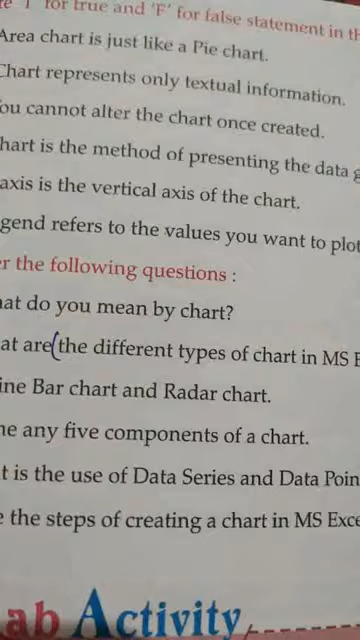 for true and 'F' for false statement in th
Area chart is just like a Pie chart.
Chart represents only textual information.
ou cannot alter the chart once created.
hart is the method of presenting the data g
axis is the vertical axis of the chart.
gend refers to the values you want to plot
er the following questions :
at do you mean by chart?
at are (the different types of chart in MS E
ine Bar chart and Radar chart.
ne any five components of a chart.
t is the use of Data Series and Data Poin
e the steps of creating a chart in MS Exce
ab Activity